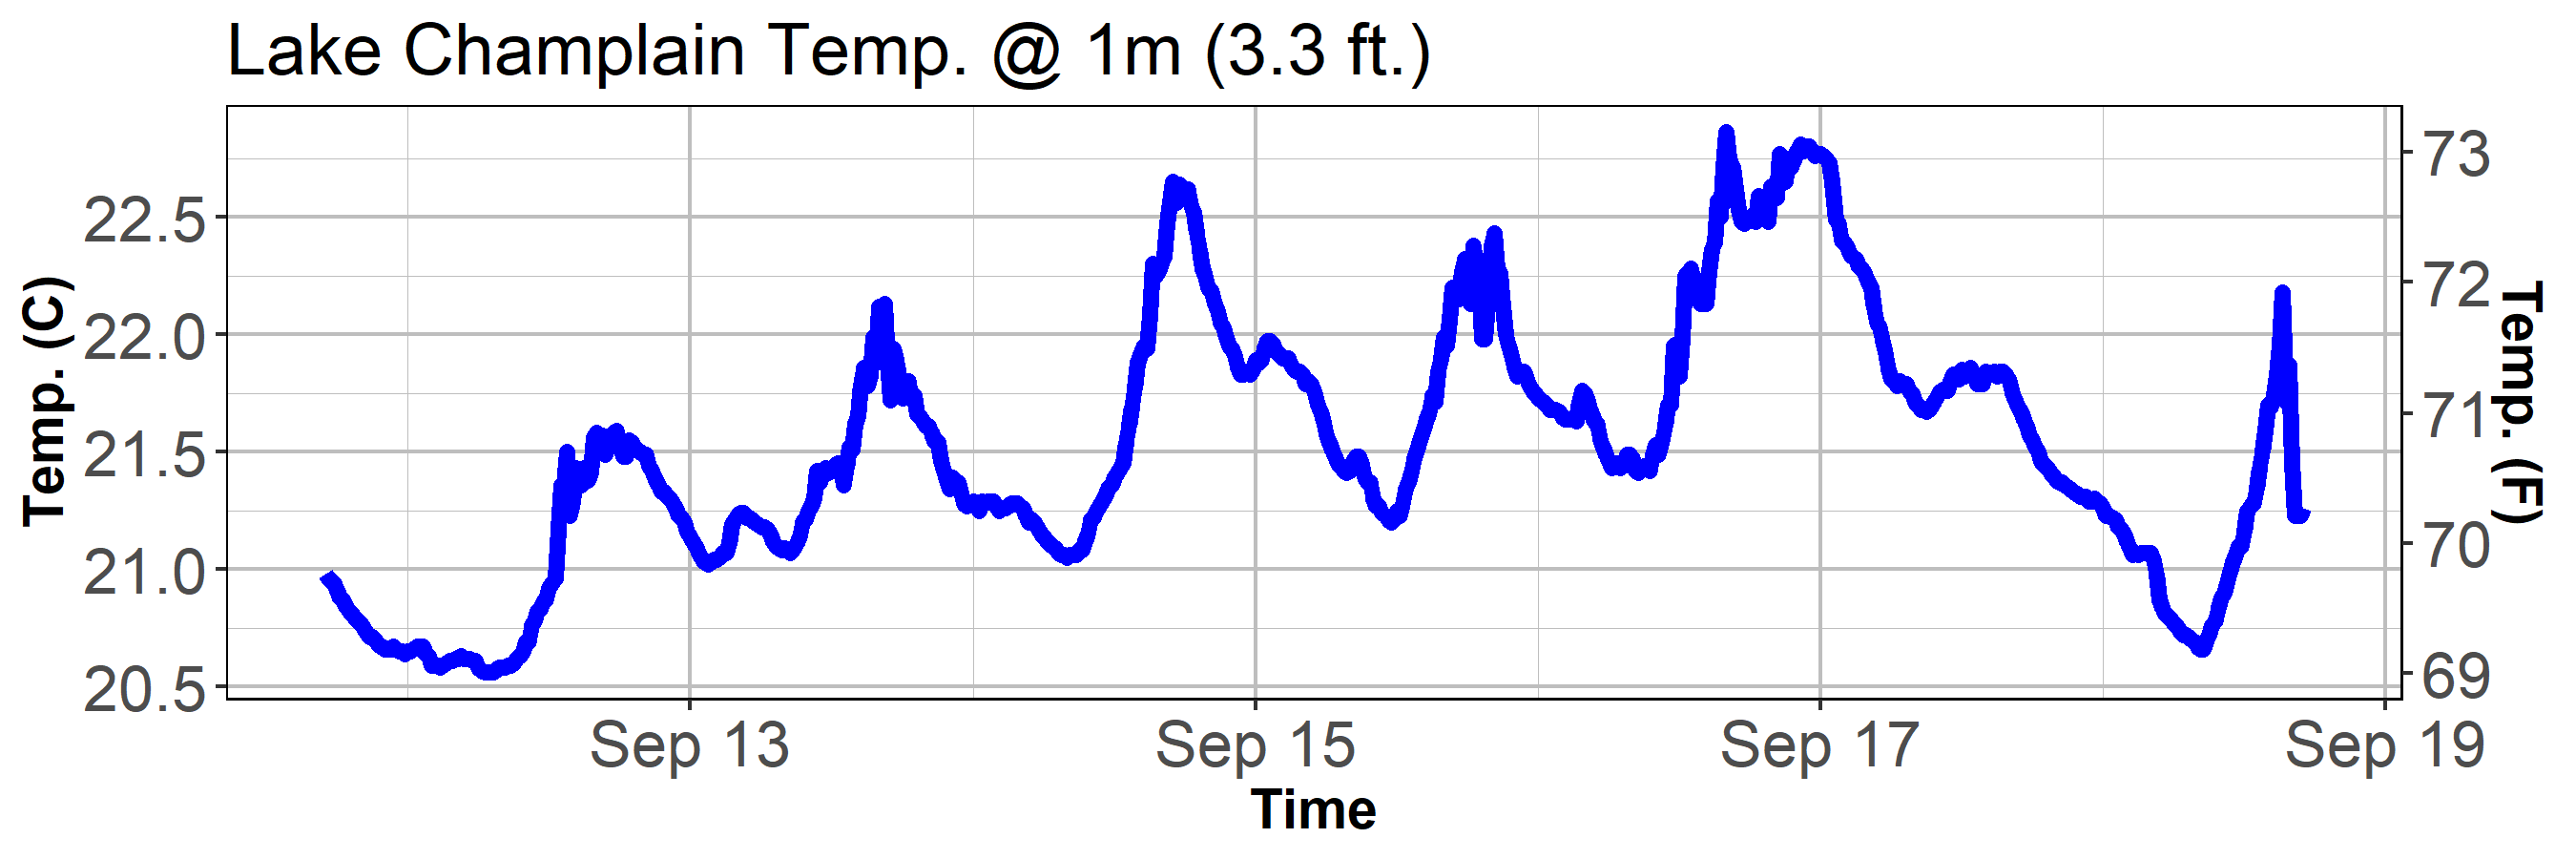 Lake Champlain Temp. @ 1m (3.3 ft.)
Temp. (C)
22.5
22.0
21.5
21.0
20.5
73
72
71
70
69
Temp. (F)
Sep 13 Sep 15 Sep 17 Sep 19
Time